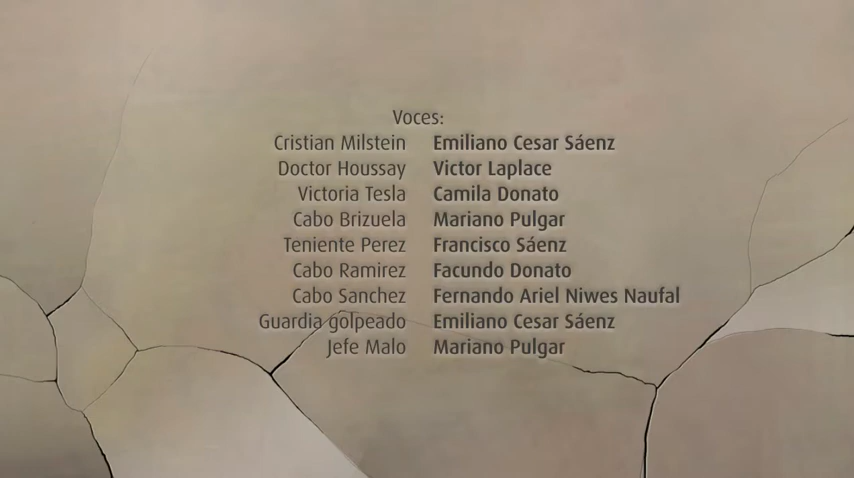 Voces:
Cristian Milstein Emiliano Cesar Sáenz
Doctor Houssay Victor Laplace
Victoria Tesla Camila Donato
Cabo Brizuela Mariano Pulgar
Teniente Perez Francisco Sáenz
Cabo Ramirez Facundo Donato
Cabo Sanchez Fernando Ariel Niwes Naufal
Guardia golpeado Emiliano Cesar Sáenz
Jefe Malo Mariano Pulgar